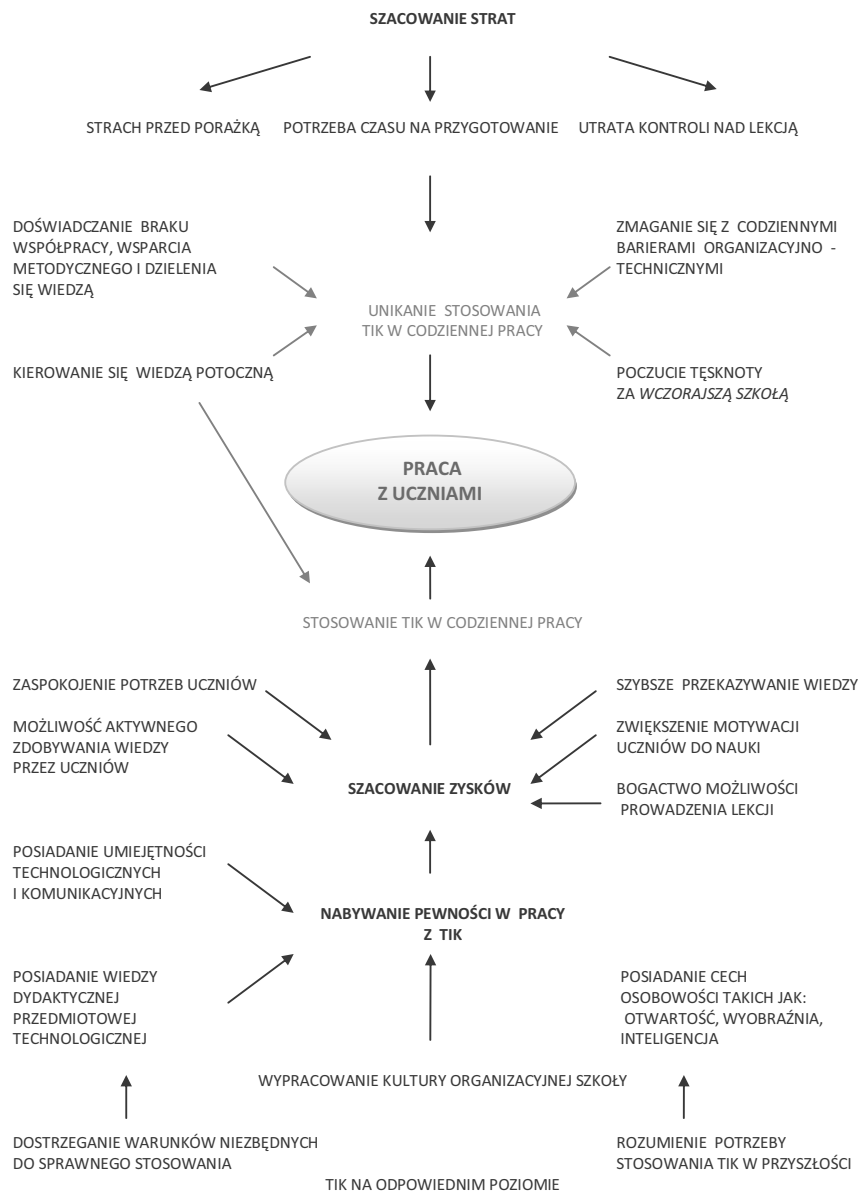 SZACOWANIE STRAT
STRACH PRZED PORAŻKĄ
POTRZEBA CZASU NA PRZYGOTOWANIE
UTRATA KONTROLI NAD LEKCJĄ
DOŚWIADCZANIE BRAKU
WSPÓŁPRACY, WSPARCIA
METODYCZNEGO I DZIELENIA
SIĘ WIEDZĄ
ZMAGANIE SIĘ Z CODZIENNYMI
BARIERAMI ORGANIZACYJNO -
TECHNICZNYMI
UNIKANIE STOSOWANIA
TIK W CODZIENNEJ PRACY
KIEROWANIE SIĘ WIEDZĄ POTOCZNĄ
POCZUCIE TĘSKNOTY
ZA WCZORAJSZĄ SZKOŁĄ
PRACA
Z UCZNIAMI
STOSOWANIE TIK W CODZIENNEJ PRACY
ZASPOKOJENIE POTRZEB UCZNIÓW
SZYBSZE PRZEKAZYWANIE WIEDZY
MOŻLIWOŚĆ AKTYWNEGO
ZDOBYWANIA WIEDZY
PRZEZ UCZNIÓW
ZWIĘKSZENIE MOTYWACJI
UCZNIÓW DO NAUKI
SZACOWANIE ZYSKÓW
BOGACTWO MOŻLIWOŚCI
PROWADZENIA LEKCJI
POSIADANIE UMIEJĘTNOŚCI
TECHNOLOGICZNYCH
I KOMUNIKACYJNYCH
NABYWANIE PEWNOŚCI W PRACY
Z TIK
POSIADANIE WIEDZY
DYDAKTYCZNEJ
PRZEDMIOTOWEJ
TECHNOLOGICZNEJ
POSIADANIE CECH
OSOBOWOŚCI TAKICH JAK:
OTWARTOŚĆ, WYOBRAŹNIA,
INTELIGENCJA
WYPRACOWANIE KULTURY ORGANIZACYJNEJ SZKOŁY
DOSTRZEGANIE WARUNKÓW NIEZBĘDNYCH
DO SPRAWNEGO STOSOWANIA
ROZUMIENIE POTRZEBY
STOSOWANIA TIK W PRZYSZŁOŚCI
TIK NA ODPOWIEDNIM POZIOMIE